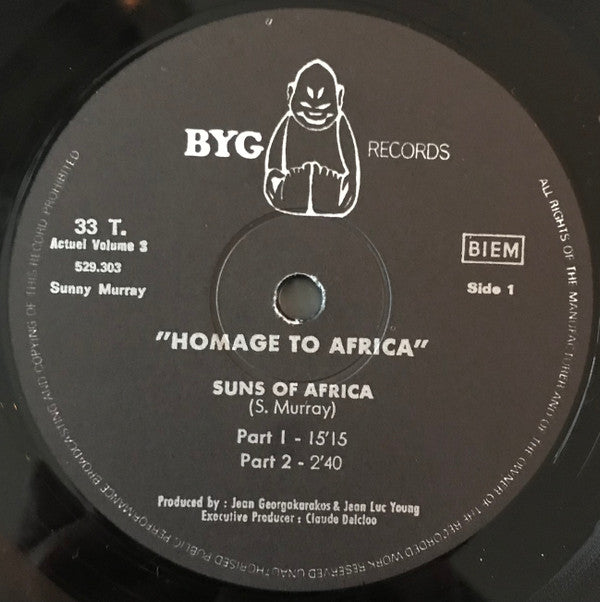 BYG RECORDS
33 T.
Actuel Volume 3
529.303
Sunny Murray
BIEM
Side 1
"HOMAGE TO AFRICA"
SUNS OF AFRICA
(S. Murray)
Part 1 - 15'15
Part 2 - 2'40
Produced by : Jean Georgakarakos & Jean Luc Young
Executive Producer : Claude Delcloo
ALL RIGHTS OF THE MANUFACTURER AND OF THE OWNER OF THE RECORDED WORK RESERVED UNAUTHORISED PUBLIC PERFORMANCE BROADCASTING AND COPYING OF THIS RECORD PROHIBITED